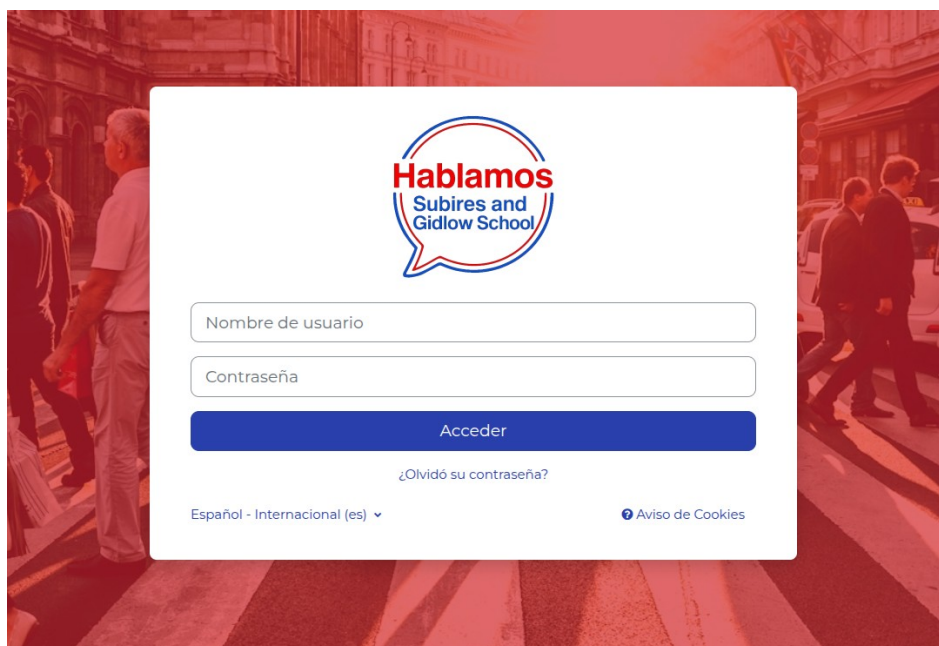 Hablamos
Subires and
Gidlow School
Nombre de usuario
Contraseña
Acceder
¿Olvidó su contraseña?
Español - Internacional (es)
Aviso de Cookies